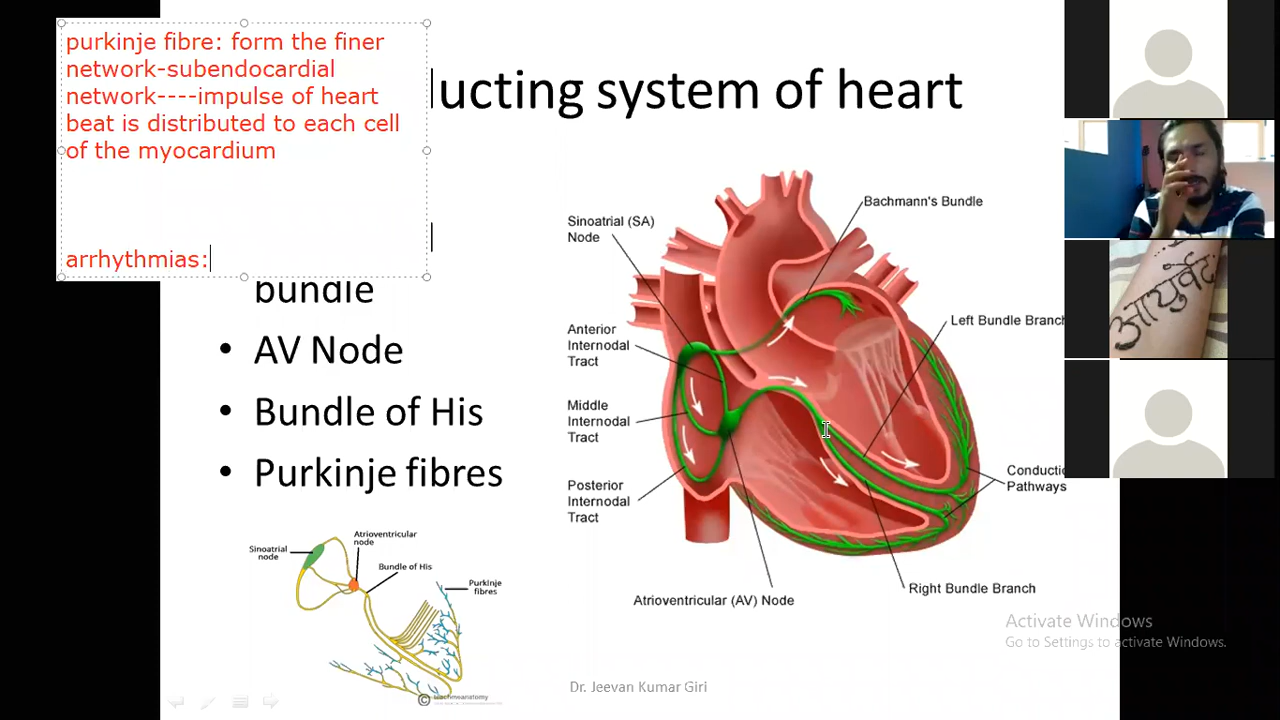 purkinje fibre: form the finer
network-subendocardial
network----impulse of heart
beat is distributed to each cell
of the myocardium
arrhythmias:
ucting system of heart
bundle
• AV Node
• Bundle of His
• Purkinje fibres
Sinoatrial (SA)
Node
Bachmann's Bundle
Anterior
Internodal
Tract
Left Bundle Branch
Middle
Internodal
Tract
Posterior
Internodal
Tract
Conductic
Pathways
Right Bundle Branch
Atrioventricular (AV) Node
Sinoatrial
node
Atrioventricular
node
Bundle of His
Purkinje
fibres
© teachmeanatomy
Dr. Jeevan Kumar Giri
Activate Windows
Go to Settings to activate Windows.
आयुर्वेद